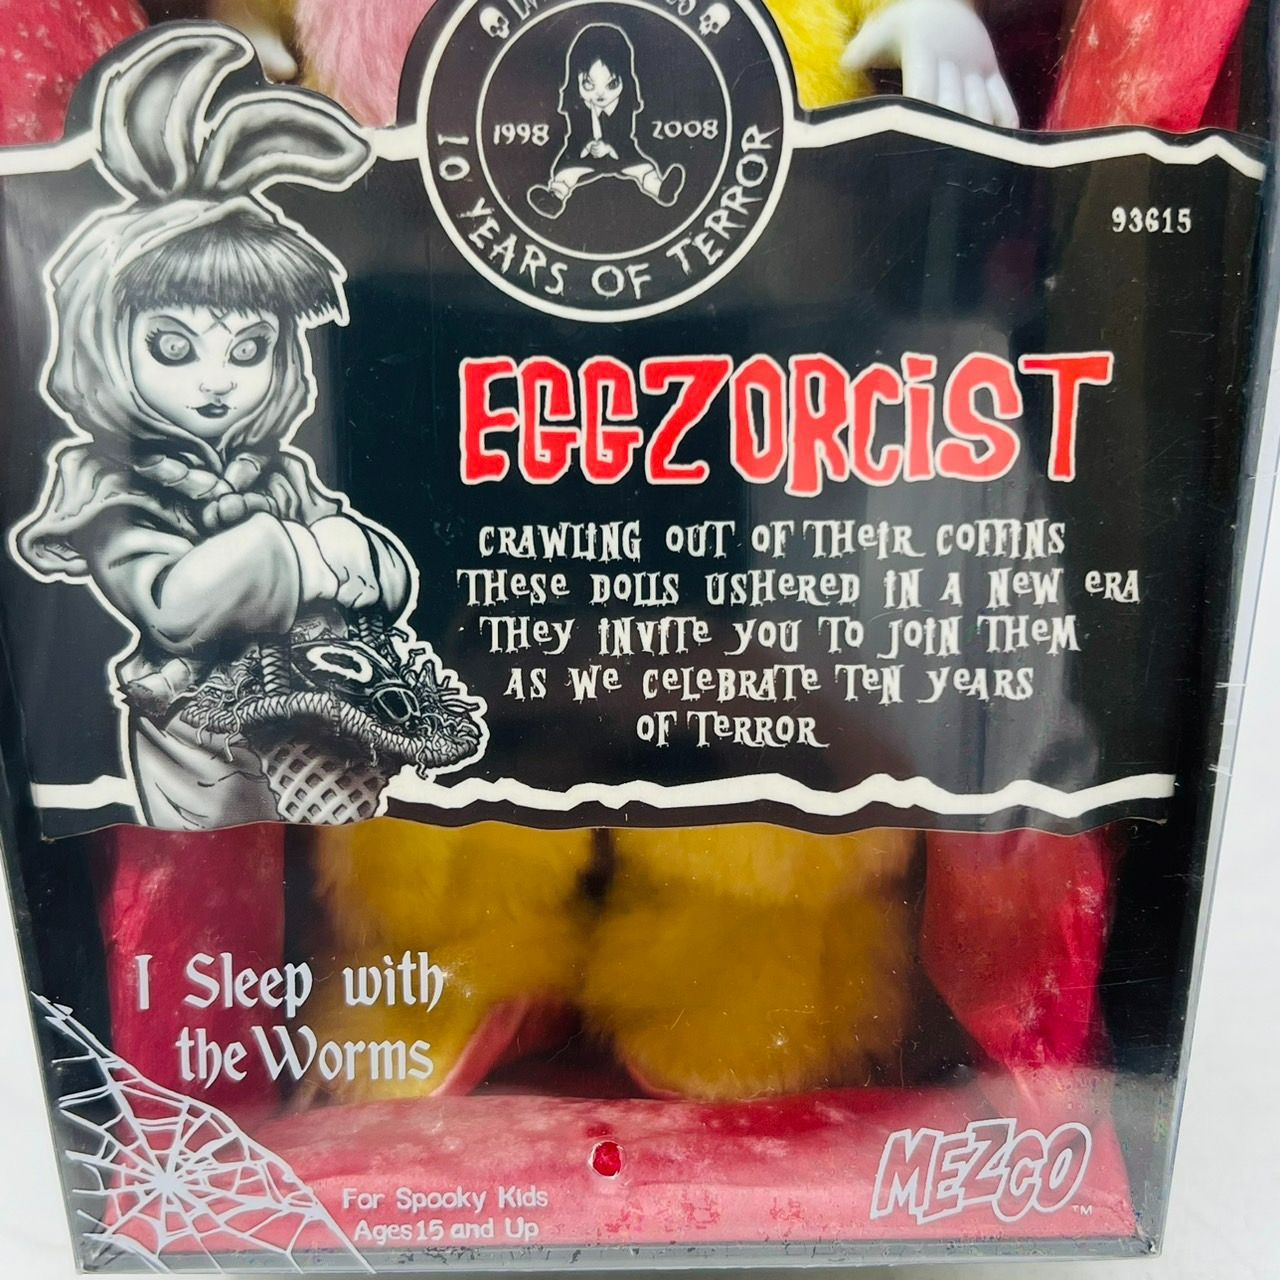 1998 2008
10 YEARS OF TERROR
93615
EGGZORCiST
CRAWLiNG OUT OF THeiR COFFiNS
THese DOLLS USHeReD iN A New eRA
THey iNViTe you To JoiN THeM
AS We CeLeBRATe TeN yeARS
OF TeRROR
I Sleep with
the Worms
For Spooky Kids
Ages 15 and Up
MEZCO™